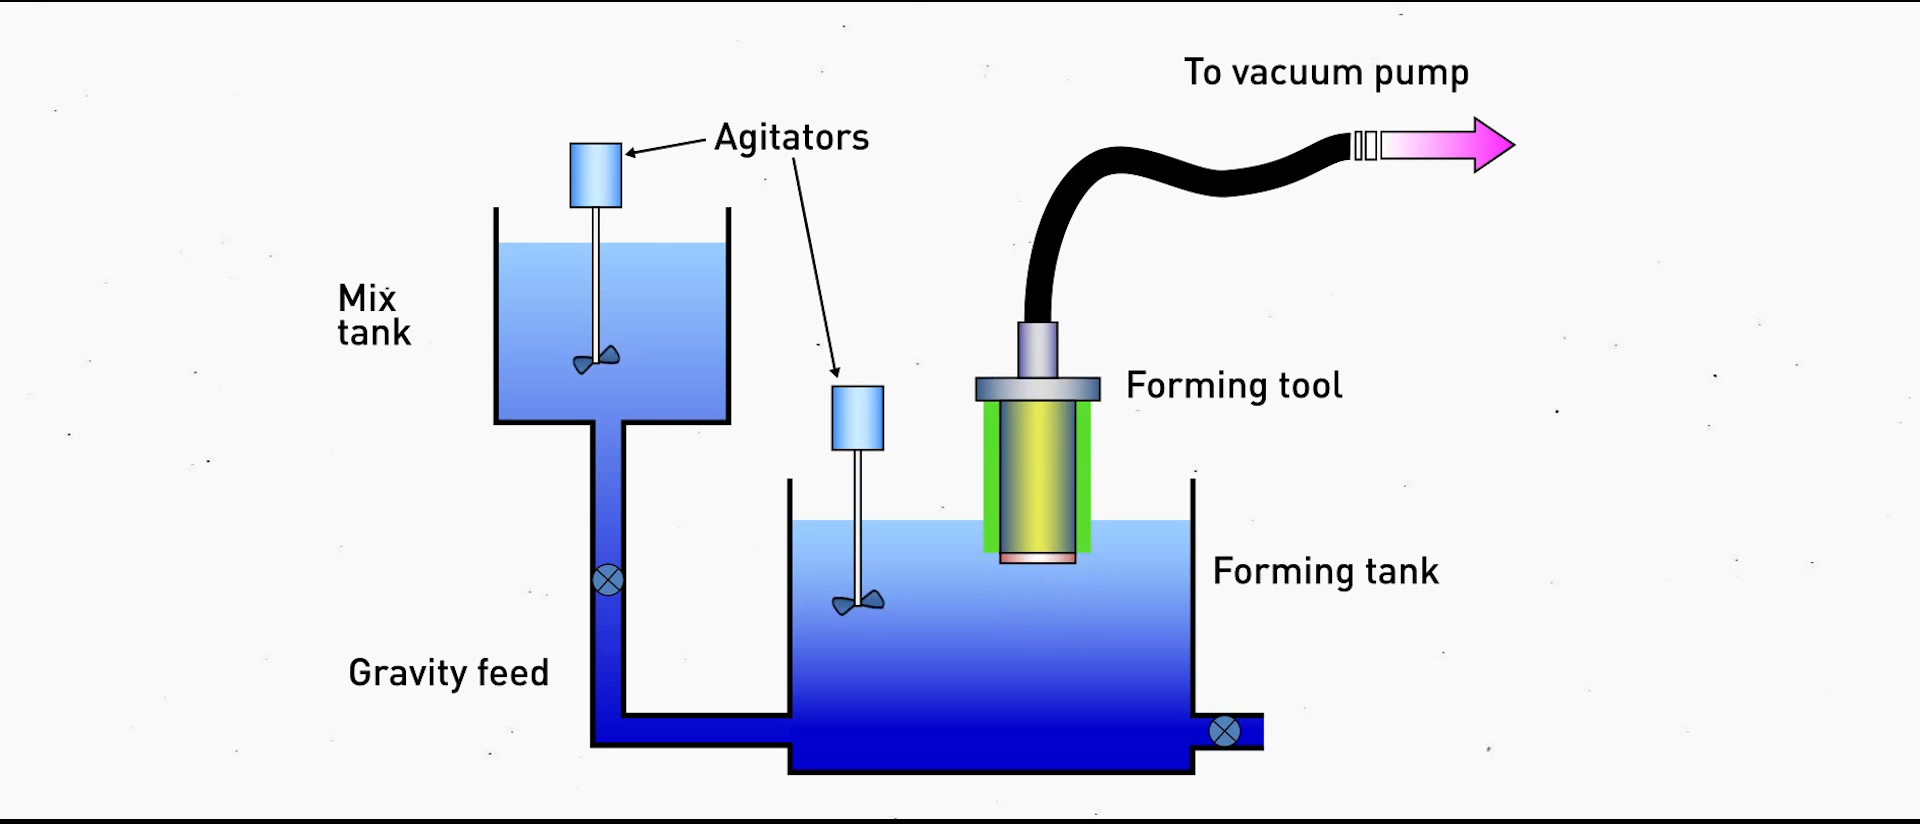 To vacuum pump
Agitators
Mix
tank
Forming tool
Forming tank
Gravity feed